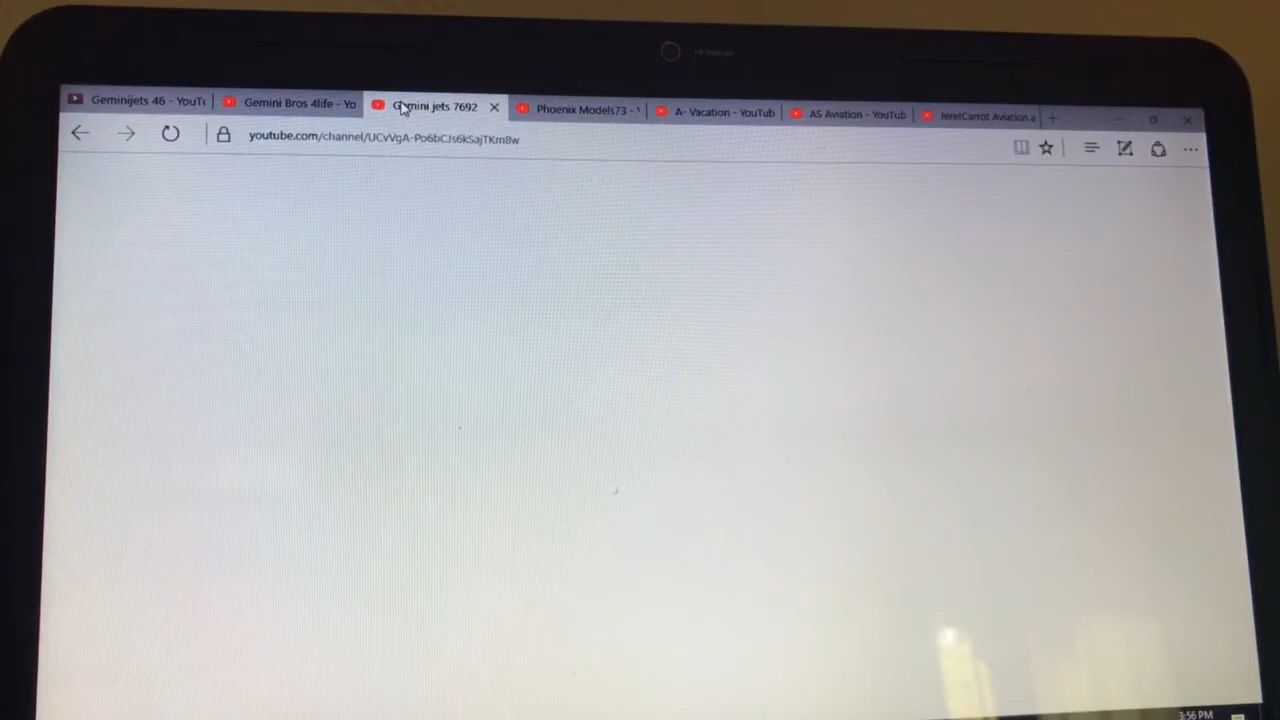 Geminijets 46 - YouTu
Gemini Bros 4life - Yo
Gemini jets 7692
Phoenix Models73 - Y
A- Vacation - YouTub
AS Aviation - YouTub
JeretCarrot Aviation a
youtube.com/channel/UCvVgA-Po6bCJs6kSajTKmBw
3:56 PM